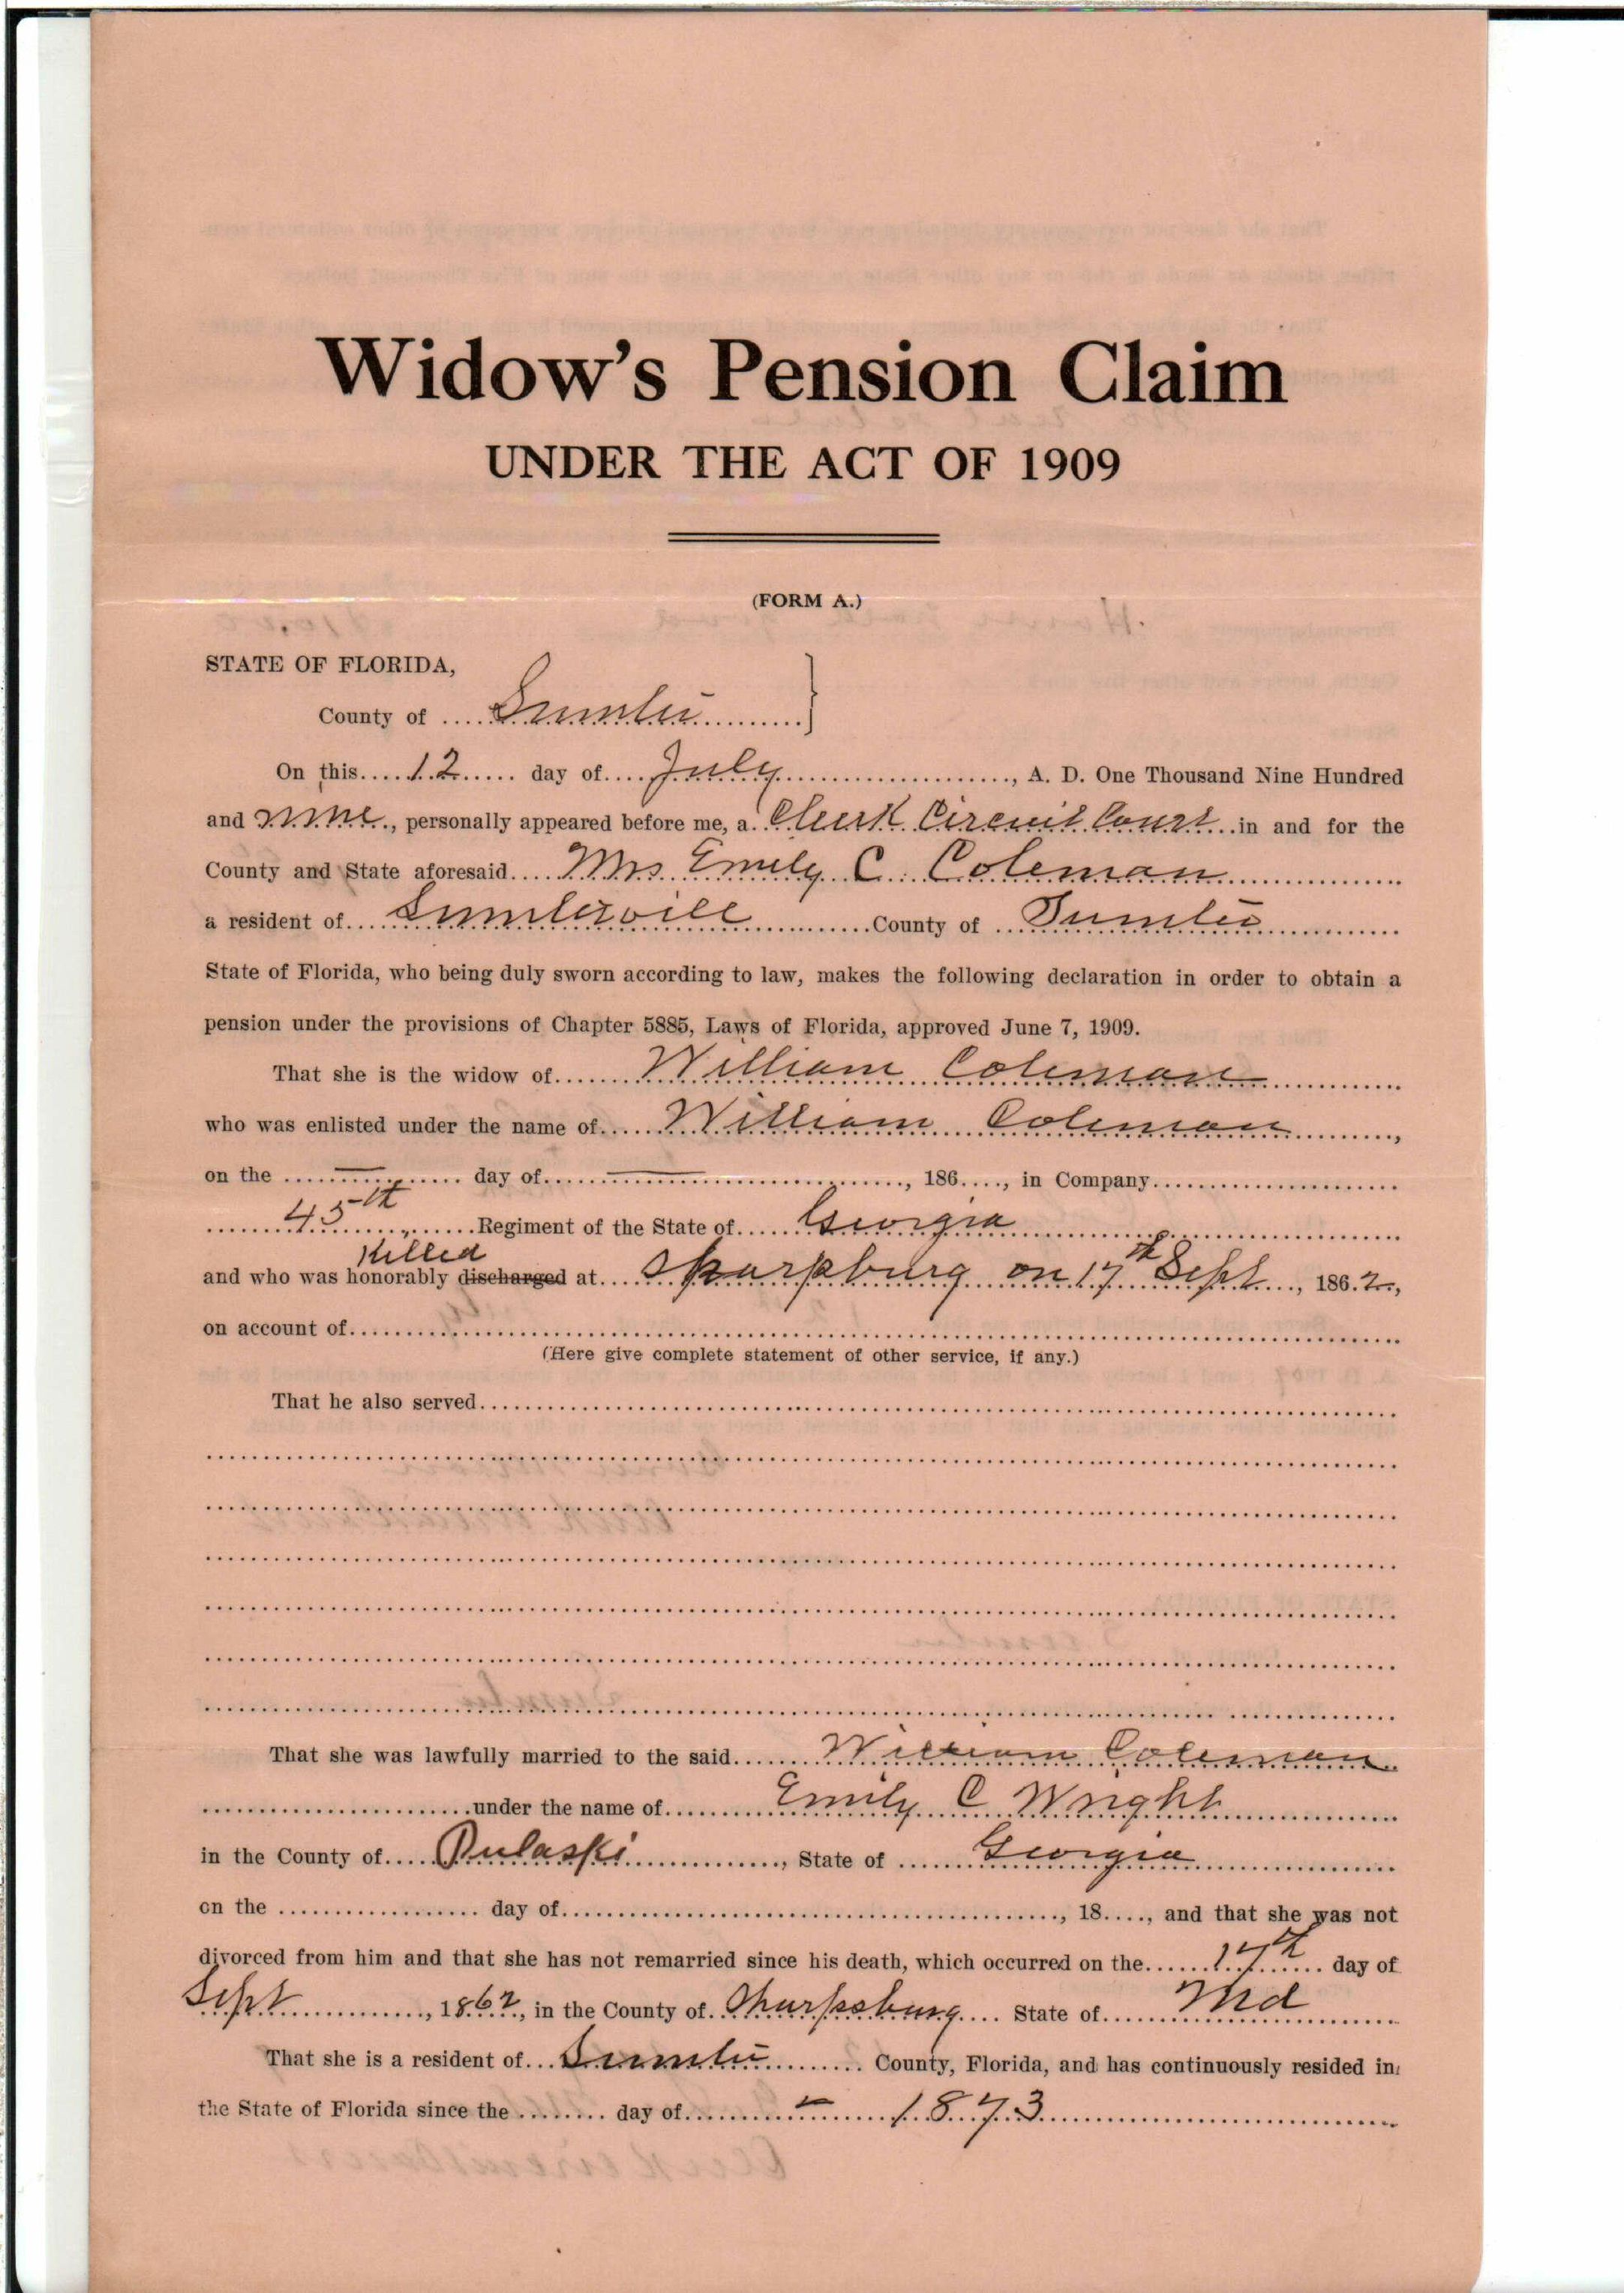 Widow's Pension Claim
UNDER THE ACT OF 1909
(FORM A.)
STATE OF FLORIDA,
County of Sumter
On this 12 day of July, A. D. One Thousand Nine Hundred
and nine, personally appeared before me, a Clerk Circuit Court in and for the
County and State aforesaid Mrs Emily C Coleman
a resident of Sumterville County of Sumter
State of Florida, who being duly sworn according to law, makes the following declaration in order to obtain a
pension under the provisions of Chapter 5885, Laws of Florida, approved June 7, 1909.
That she is the widow of William Coleman
who was enlisted under the name of William Coleman,
on the — day of —, 186, in Company
45th Regiment of the State of Georgia
Killed
and who was honorably discharged at Sharpburg on 17th Sept, 1862,
on account of
(Here give complete statement of other service, if any.)
That he also served
That she was lawfully married to the said William Coleman
under the name of Emily C Wright
in the County of Pulaski, State of Georgia
on the day of, 18, and that she was not
divorced from him and that she has not remarried since his death, which occurred on the 17th day of
Sept, 1862, in the County of Sharpsburg State of Md
That she is a resident of Sumter County, Florida, and has continuously resided in
the State of Florida since the day of — 1873